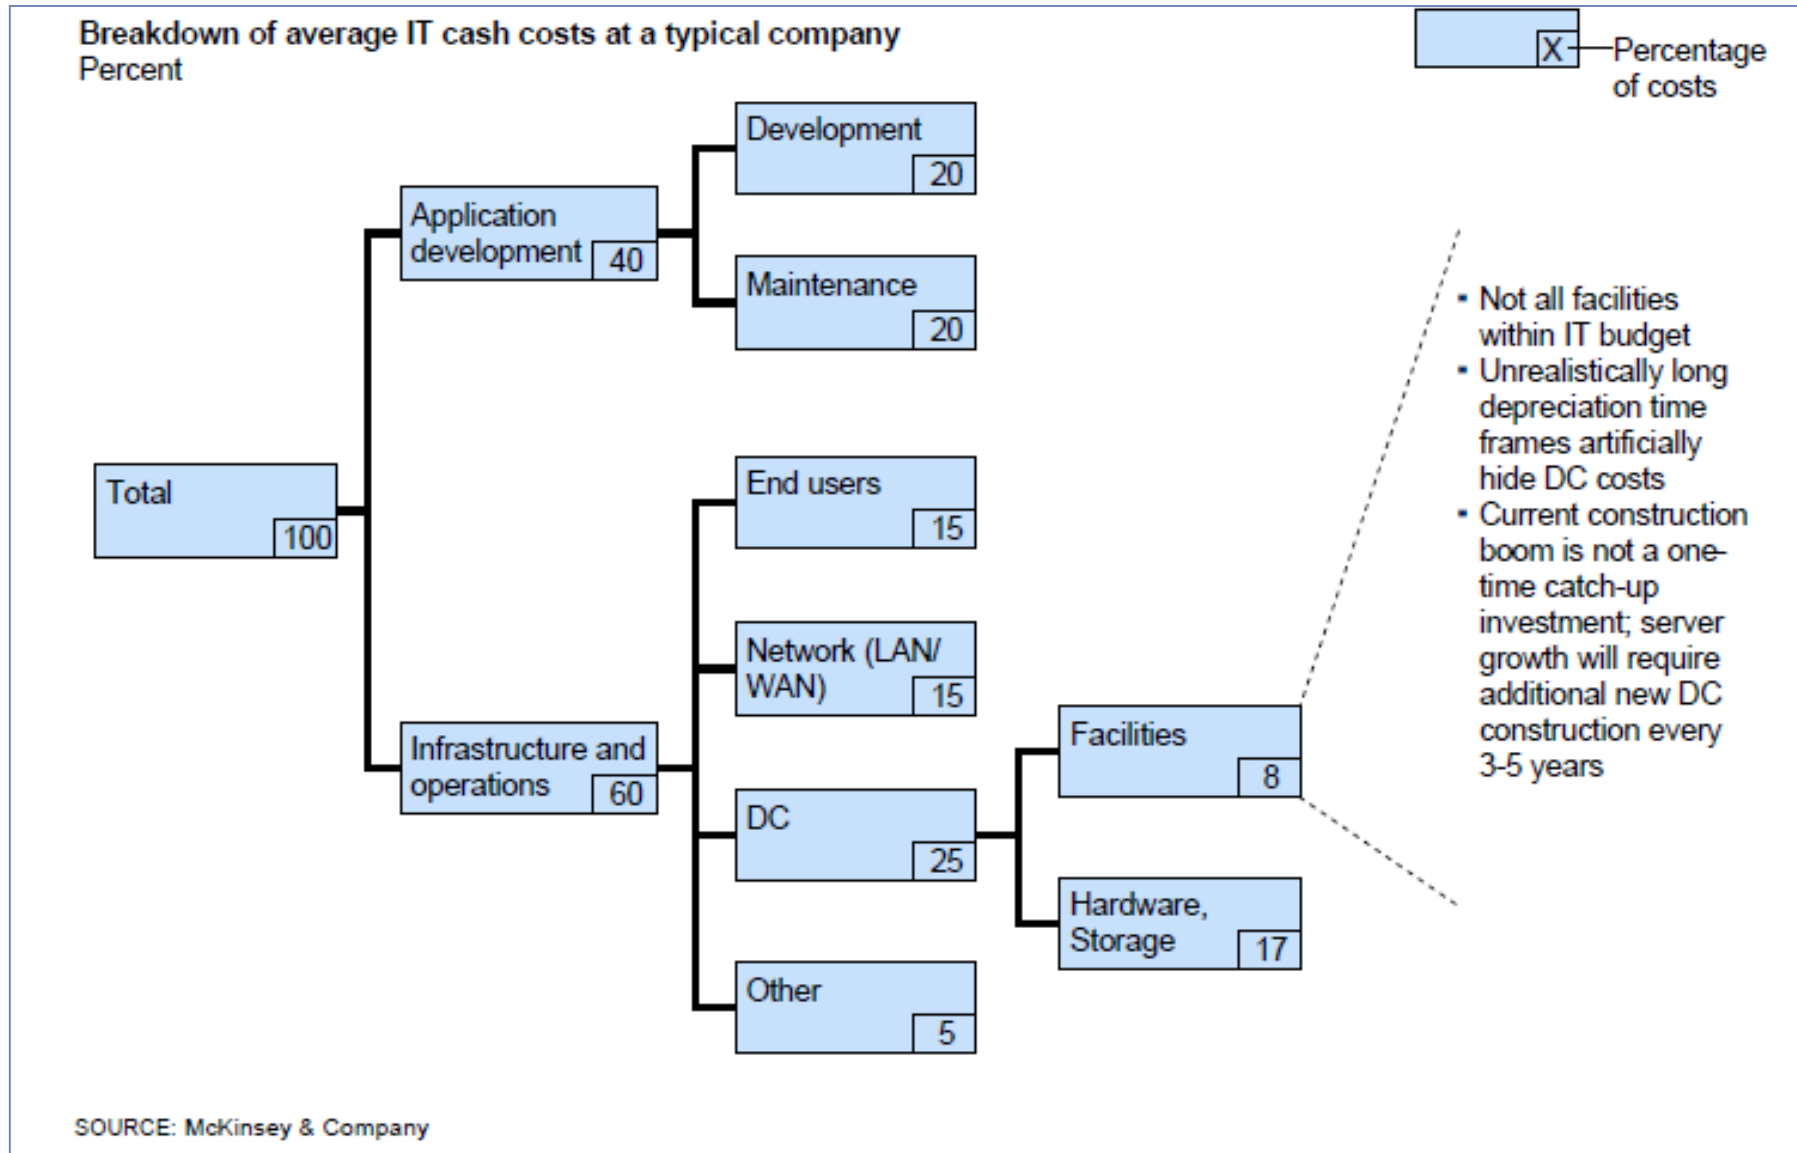 Breakdown of average IT cash costs at a typical company
Percent
X
Percentage
of costs
Total
100
Application
development
40
Development
20
Maintenance
20
Infrastructure and
operations
60
End users
15
Network (LAN/
WAN)
15
DC
25
Other
5
Facilities
8
Hardware,
Storage
17
▪ Not all facilities
within IT budget
▪ Unrealistically long
depreciation time
frames artificially
hide DC costs
▪ Current construction
boom is not a one-
time catch-up
investment; server
growth will require
additional new DC
construction every
3-5 years
SOURCE: McKinsey & Company